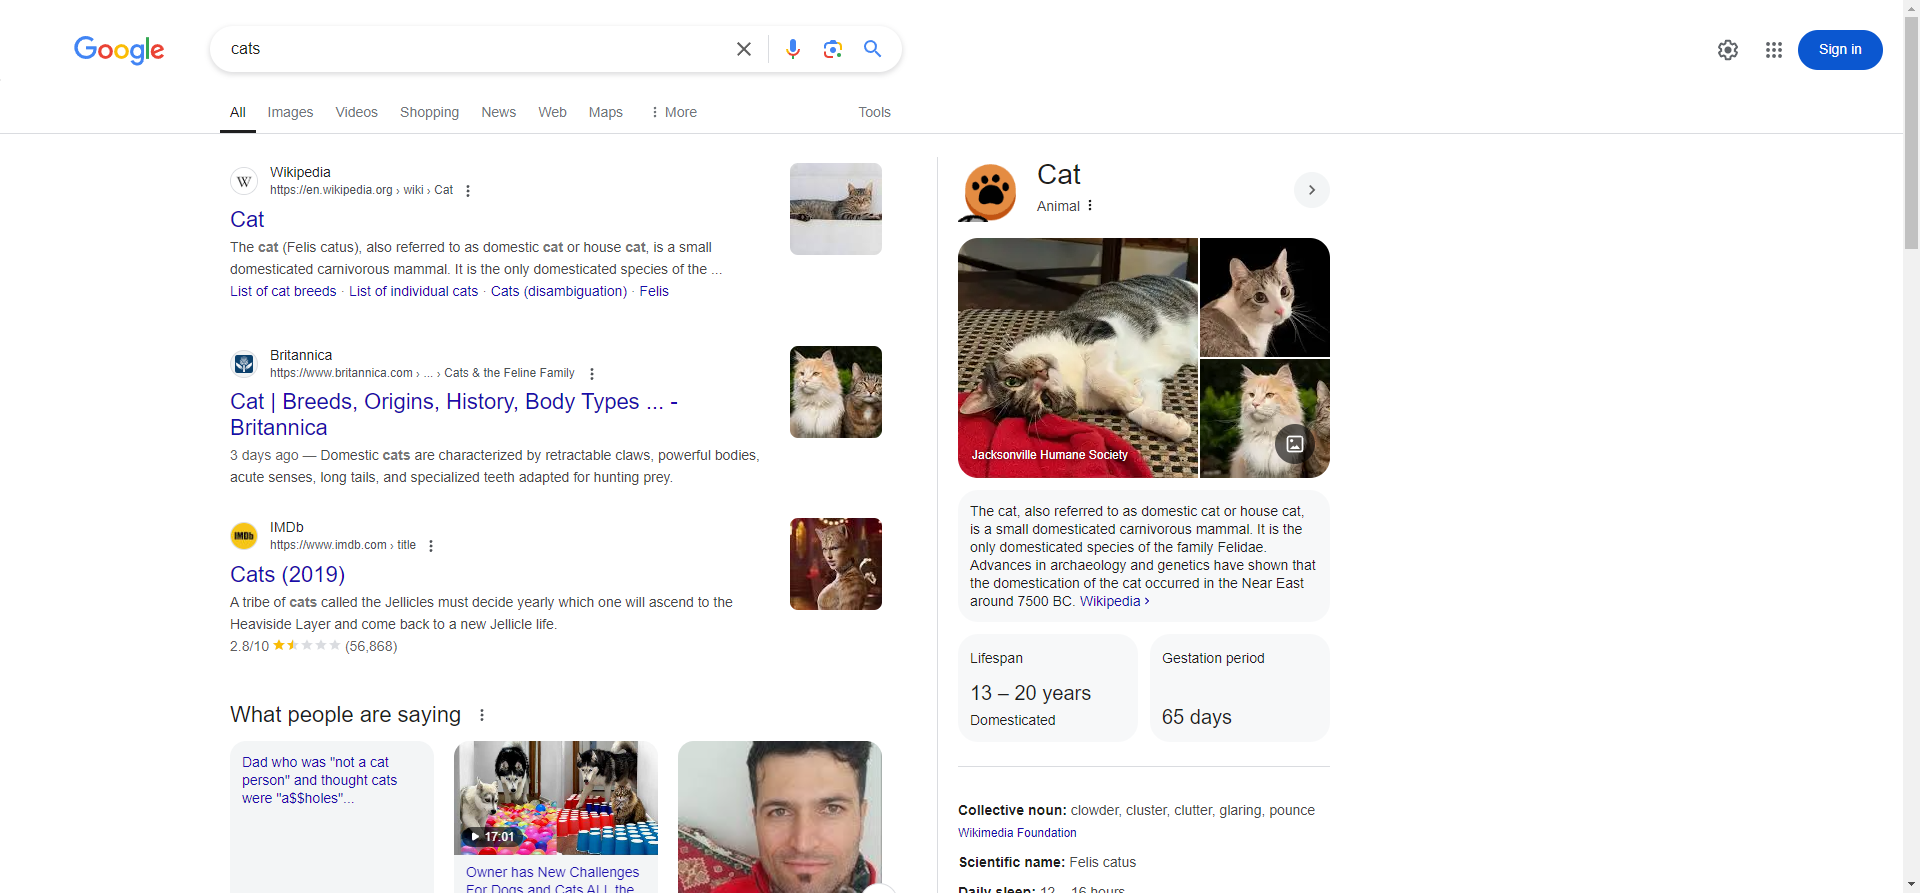 Google
cats
Sign in
All
Images
Videos
Shopping
News
Web
Maps
More
Tools
W
Wikipedia
https://en.wikipedia.org › wiki › Cat
Cat
The cat (Felis catus), also referred to as domestic cat or house cat, is a small
domesticated carnivorous mammal. It is the only domesticated species of the ...
List of cat breeds · List of individual cats · Cats (disambiguation) · Felis
Britannica
https://www.britannica.com › ... › Cats & the Feline Family
Cat | Breeds, Origins, History, Body Types ... -
Britannica
3 days ago — Domestic cats are characterized by retractable claws, powerful bodies,
acute senses, long tails, and specialized teeth adapted for hunting prey.
IMDb
IMDb
https://www.imdb.com › title
Cats (2019)
A tribe of cats called the Jellicles must decide yearly which one will ascend to the
Heaviside Layer and come back to a new Jellicle life.
2.8/10 (56,868)
What people are saying
Dad who was "not a cat
person" and thought cats
were "a$$holes"...
17:01
Owner has New Challenges
For Dogs and Cats ALL the
Cat
Animal
Jacksonville Humane Society
The cat, also referred to as domestic cat or house cat,
is a small domesticated carnivorous mammal. It is the
only domesticated species of the family Felidae.
Advances in archaeology and genetics have shown that
the domestication of the cat occurred in the Near East
around 7500 BC. Wikipedia ›
Lifespan
13 – 20 years
Domesticated
Gestation period
65 days
Collective noun: clowder, cluster, clutter, glaring, pounce
Wikimedia Foundation
Scientific name: Felis catus
Daily sleep: 12 – 16 hours